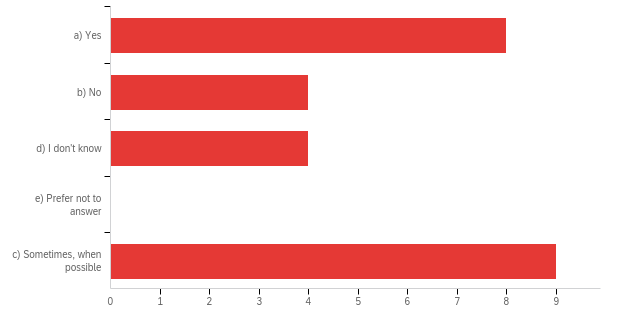 a) Yes
b) No
d) I don't know
e) Prefer not to
answer
c) Sometimes, when
possible
0 1 2 3 4 5 6 7 8 9